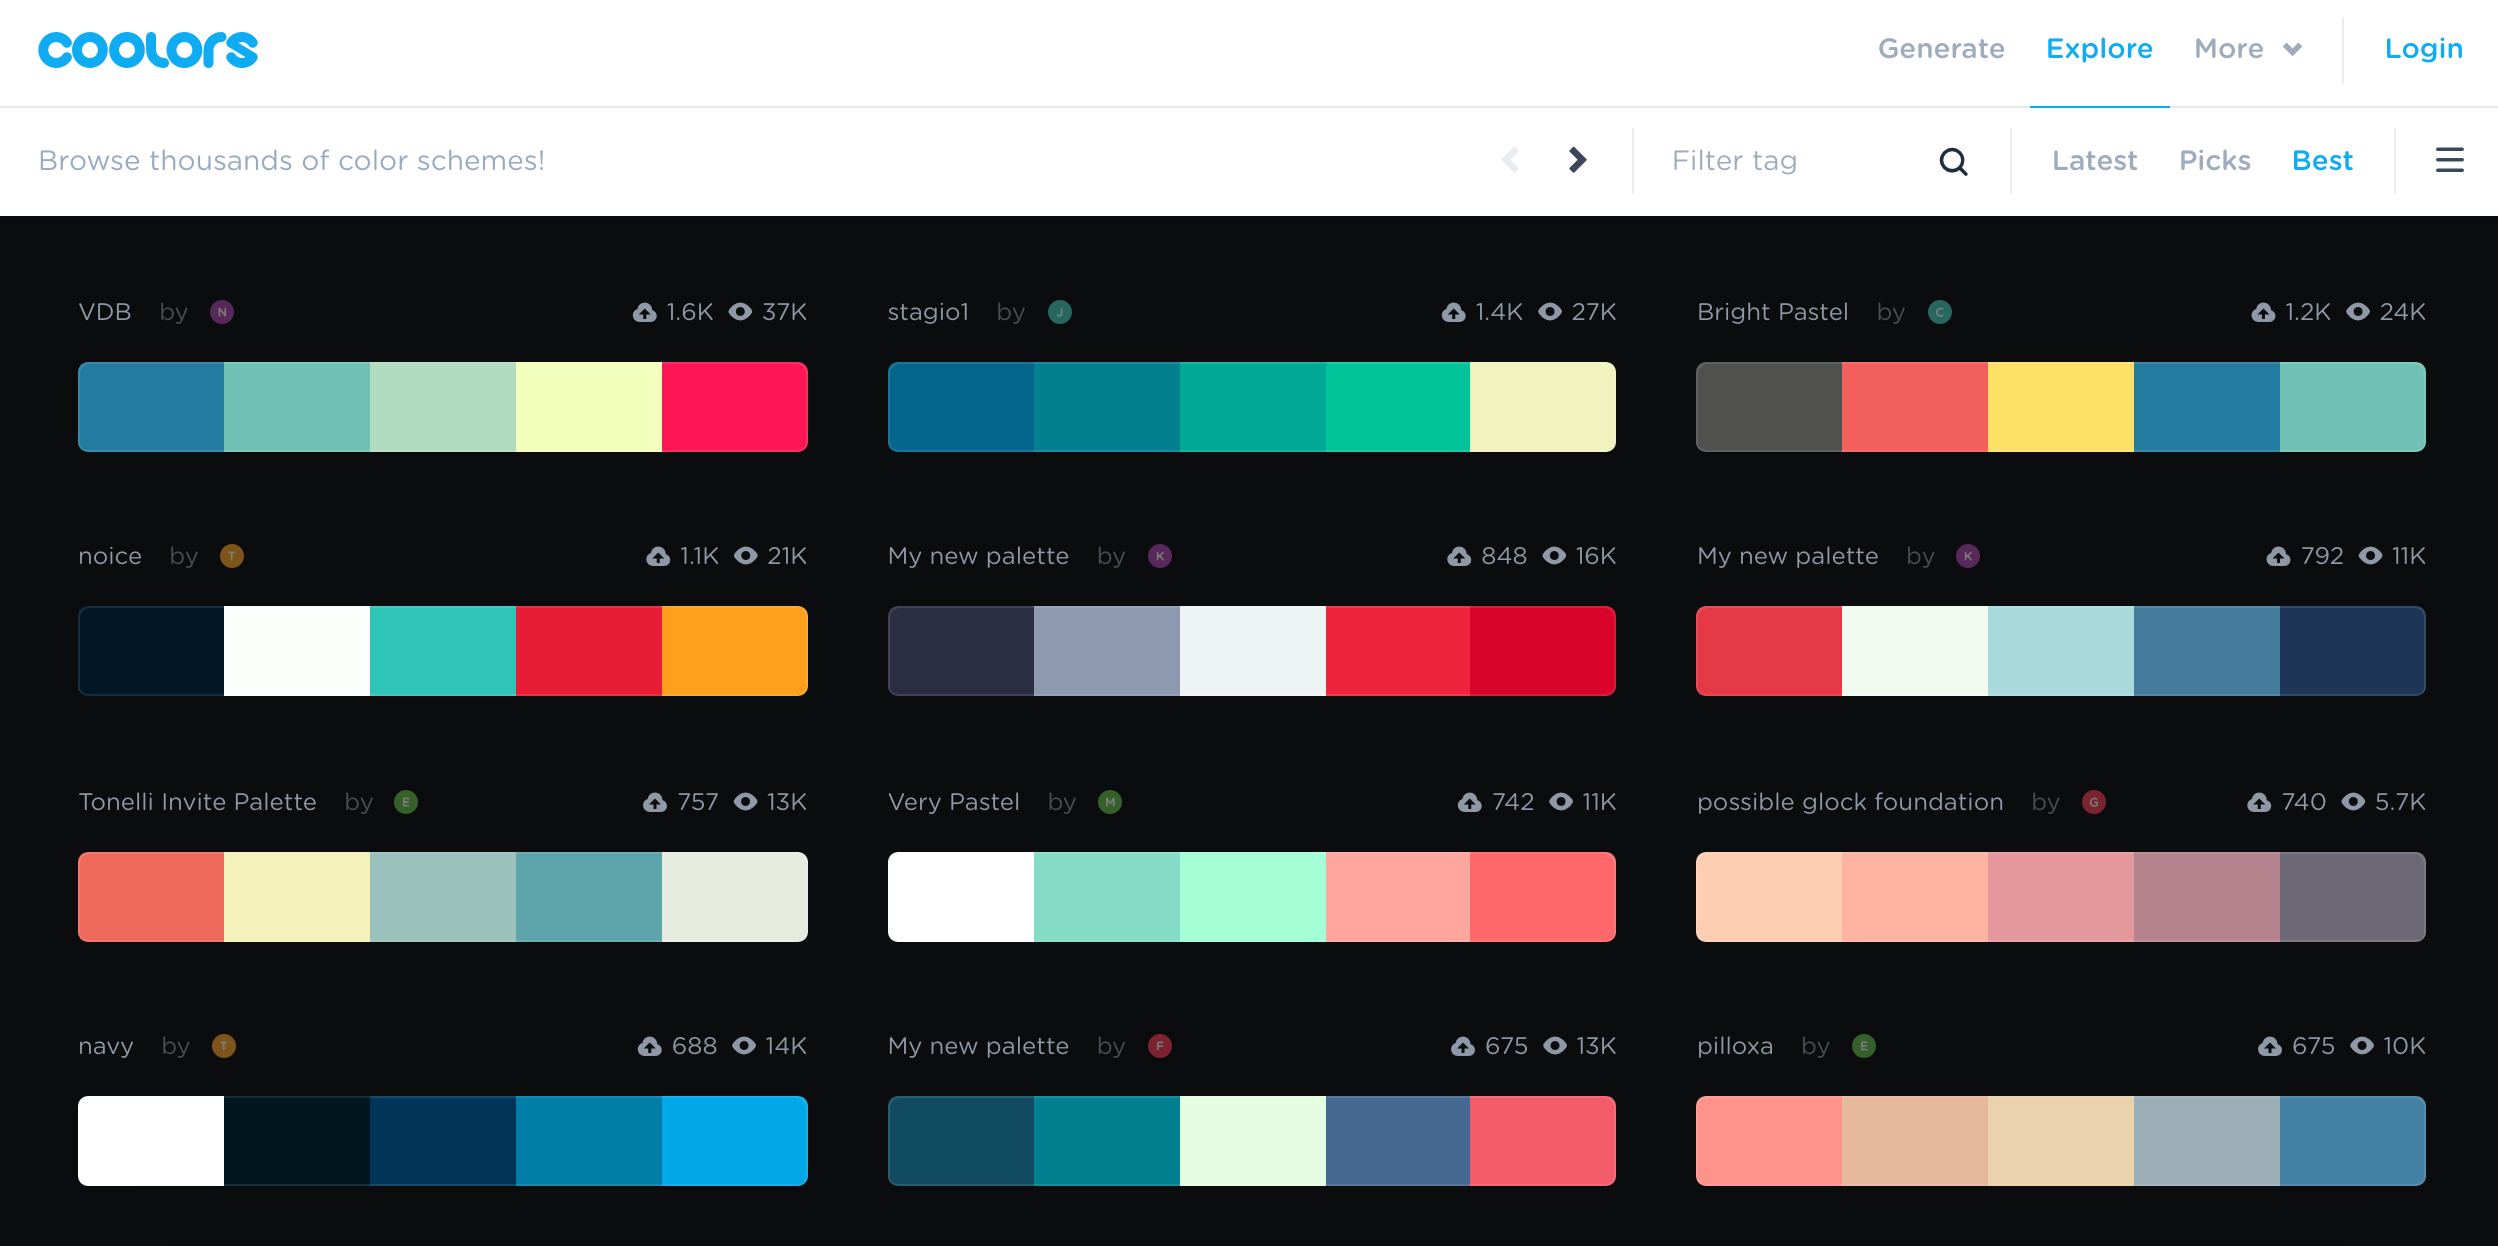 coolors
Generate Explore More Login
Browse thousands of color schemes! Filter tag Latest Picks Best
VDB by N 1.6K 37K
stagio1 by J 1.4K 27K
Bright Pastel by C 1.2K 24K
noice by T 1.1K 21K
My new palette by K 848 16K
My new palette by K 792 11K
Tonelli Invite Palette by E 757 13K
Very Pastel by M 742 11K
possible glock foundation by G 740 5.7K
navy by T 688 14K
My new palette by F 675 13K
pilloxa by E 675 10K